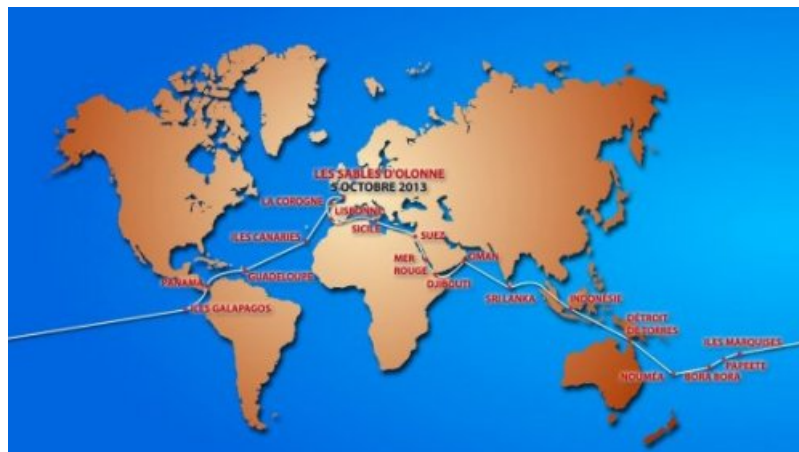 LES SABLES D'OLONNE
5 OCTOBRE 2013
LA COROGNE
LISBONNE
ILES CANARIES
SICILE
SUEZ
MER
ROUGE
OMAN
DJIBOUTI
PANAMA
GUADELOUPE
ILES GALAPAGOS
SRI LANKA
INDONÉSIE
DÉTROIT
DE TORRES
ILES MARQUISES
PAPEETE
NOUMÉA
BORA BORA